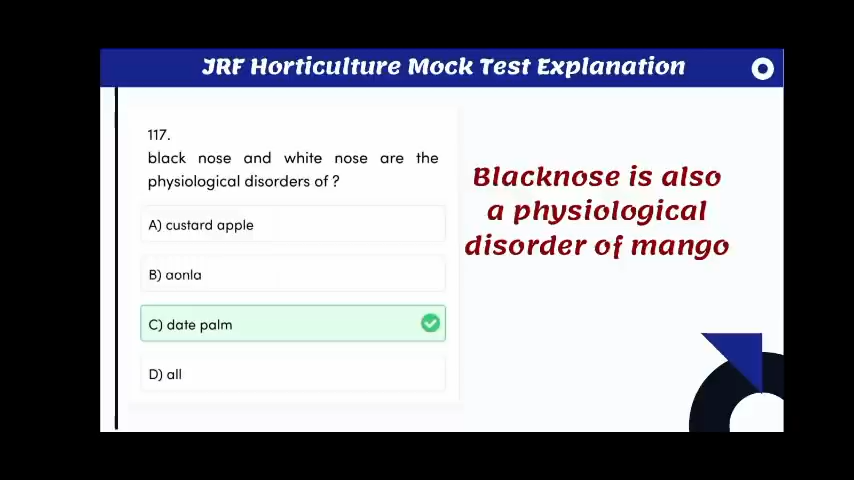 JRF Horticulture Mock Test Explanation
117.
black nose and white nose are the
physiological disorders of ?
A) custard apple
B) aonla
C) date palm
D) all
Blacknose is also
a physiological
disorder of mango